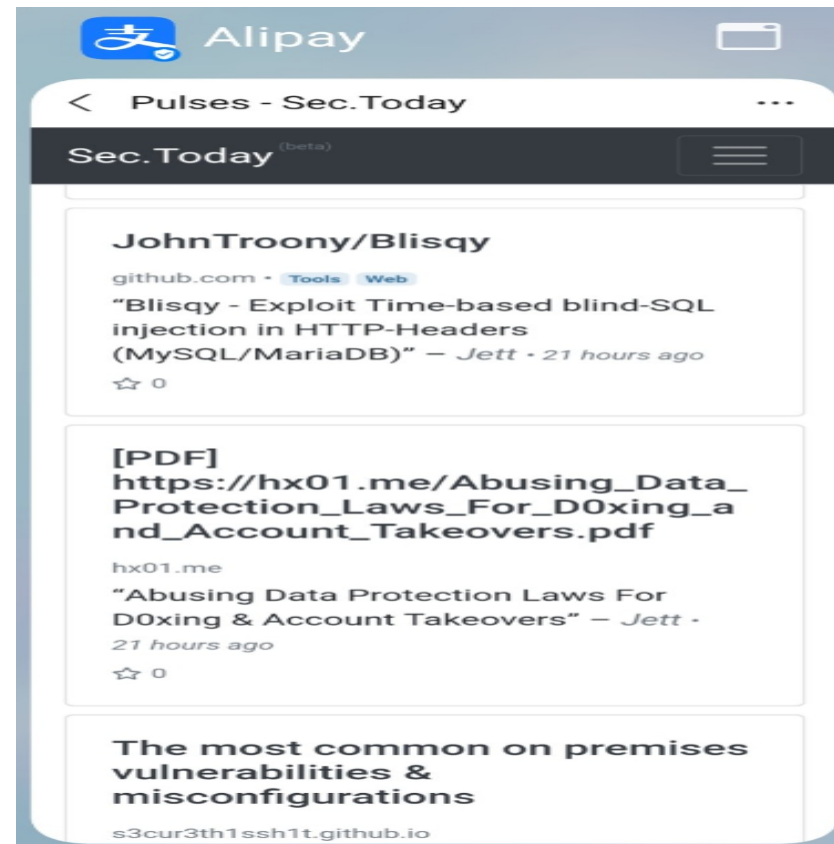 支 Alipay
Pulses - Sec.Today
Sec.Today (beta)
JohnTroony/Blisqy
github.com • Tools Web
“Blisqy - Exploit Time-based blind-SQL
injection in HTTP-Headers
(MySQL/MariaDB)” — Jett • 21 hours ago
0
[PDF]
https://hx01.me/Abusing_Data_
Protection_Laws_For_D0xing_a
nd_Account_Takeovers.pdf
hx01.me
“Abusing Data Protection Laws For
D0xing & Account Takeovers” — Jett •
21 hours ago
0
The most common on premises
vulnerabilities &
misconfigurations
s3cur3th1ssh1t.github.io